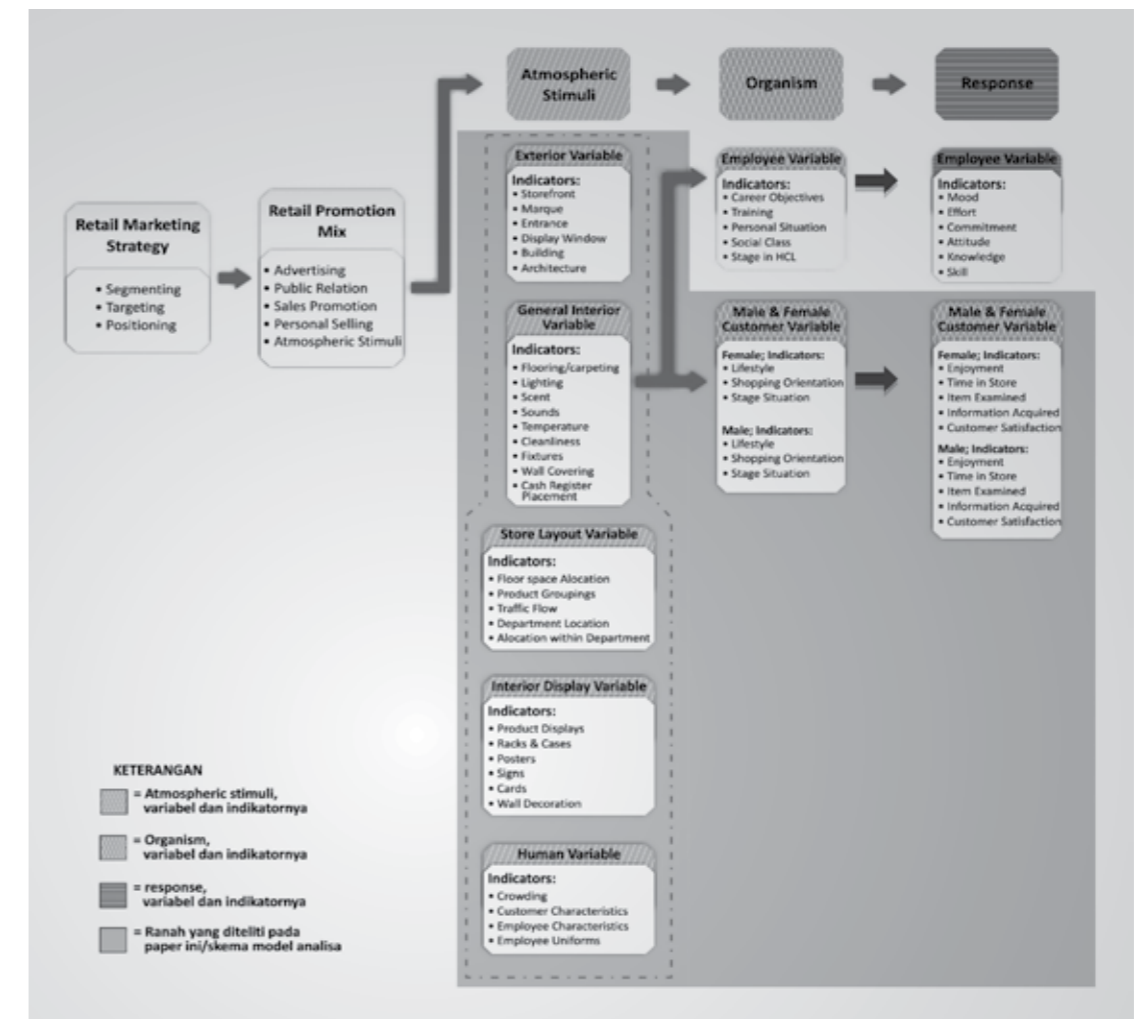 Atmospheric
Stimuli
Organism
Response
Retail Marketing
Strategy
• Segmenting
• Targeting
• Positioning
Retail Promotion
Mix
• Advertising
• Public Relation
• Sales Promotion
• Personal Selling
• Atmospheric Stimuli
Exterior Variable
Indicators:
• Storefront
• Marque
• Entrance
• Display Window
• Building
• Architecture
General Interior
Variable
Indicators:
• Flooring/carpeting
• Lighting
• Scent
• Sounds
• Temperature
• Cleanliness
• Fixtures
• Wall Covering
• Cash Register
Placement
Store Layout Variable
Indicators:
• Floor space Alocation
• Product Groupings
• Traffic Flow
• Department Location
• Alocation within Department
Interior Display Variable
Indicators:
• Product Displays
• Racks & Cases
• Posters
• Signs
• Cards
• Wall Decoration
Human Variable
Indicators:
• Crowding
• Customer Characteristics
• Employee Characteristics
• Employee Uniforms
Employee Variable
Indicators:
• Career Objectives
• Training
• Personal Situation
• Social Class
• Stage in HCL
Male & Female
Customer Variable
Female; Indicators:
• Lifestyle
• Shopping Orientation
• Stage Situation
Male; Indicators:
• Lifestyle
• Shopping Orientation
• Stage Situation
Employee Variable
Indicators:
• Mood
• Effort
• Commitment
• Attitude
• Knowledge
• Skill
Male & Female
Customer Variable
Female; Indicators:
• Enjoyment
• Time in Store
• Item Examined
• Information Acquired
• Customer Satisfaction
Male; Indicators:
• Enjoyment
• Time in Store
• Item Examined
• Information Acquired
• Customer Satisfaction
KETERANGAN
= Atmospheric stimuli,
variabel dan indikatornya
= Organism,
variabel dan indikatornya
= response,
variabel dan indikatornya
= Ranah yang diteliti pada
paper ini/skema model analisa